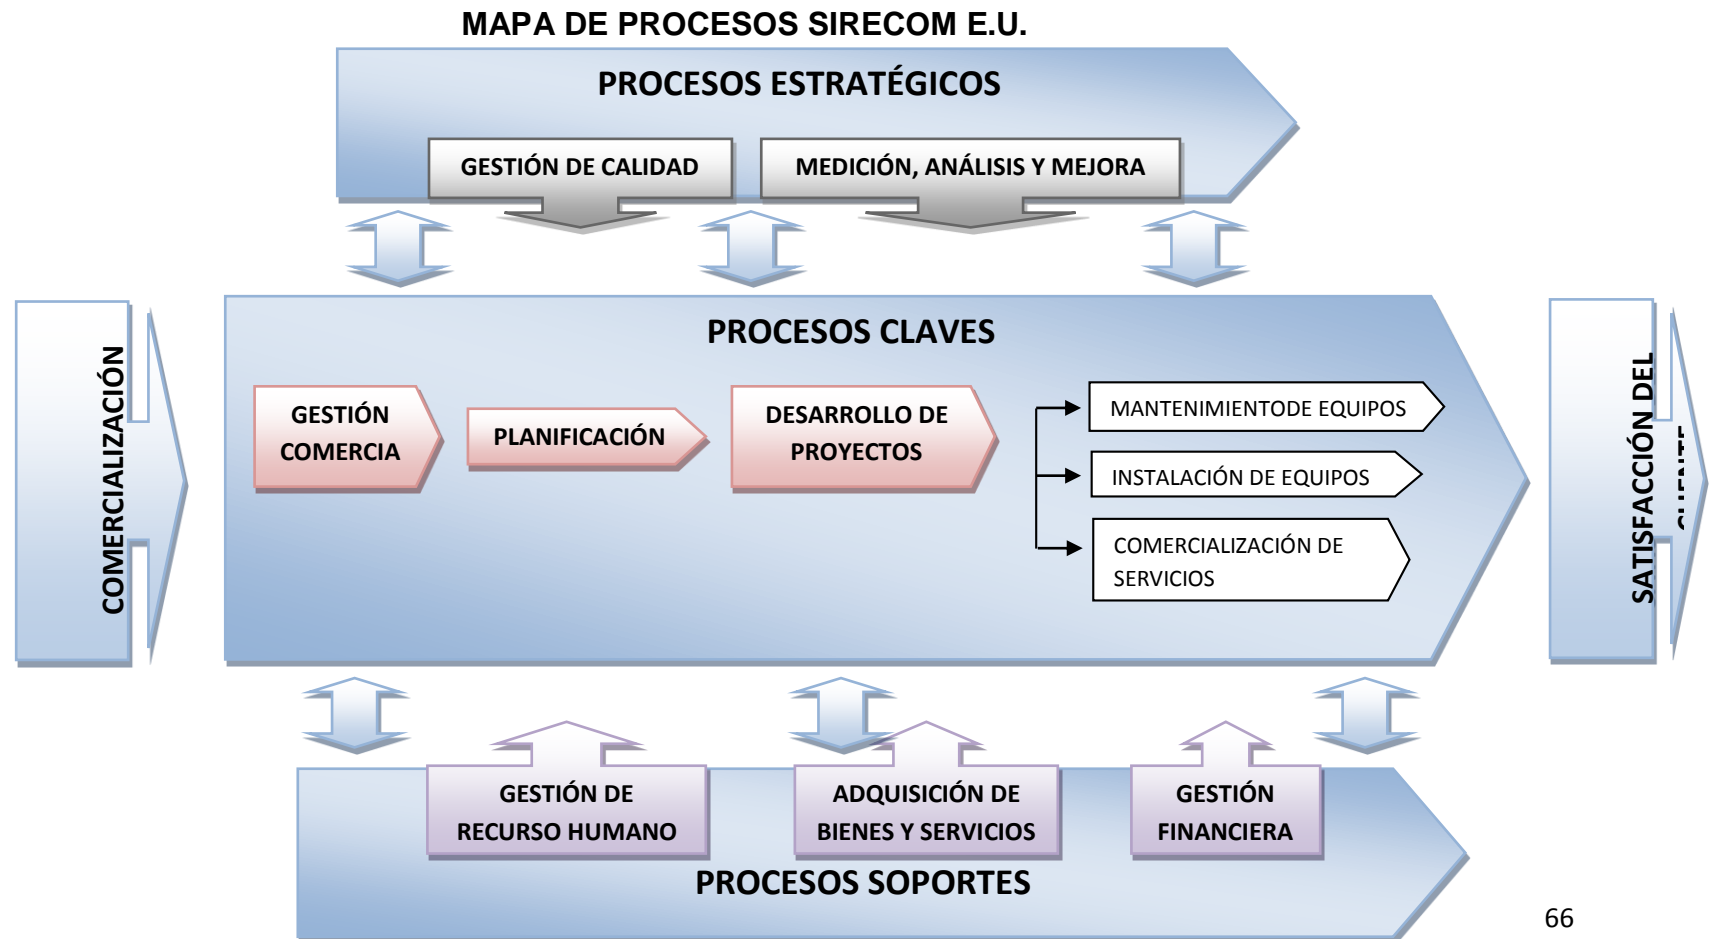 MAPA DE PROCESOS SIRECOM E.U.
PROCESOS ESTRATÉGICOS
GESTIÓN DE CALIDAD
MEDICIÓN, ANÁLISIS Y MEJORA
COMERCIALIZACIÓN
PROCESOS CLAVES
GESTIÓN
COMERCIA
PLANIFICACIÓN
DESARROLLO DE
PROYECTOS
MANTENIMIENTODE EQUIPOS
INSTALACIÓN DE EQUIPOS
COMERCIALIZACIÓN DE
SERVICIOS
SATISFACCIÓN DEL
GESTIÓN DE
RECURSO HUMANO
ADQUISICIÓN DE
BIENES Y SERVICIOS
GESTIÓN
FINANCIERA
PROCESOS SOPORTES
66